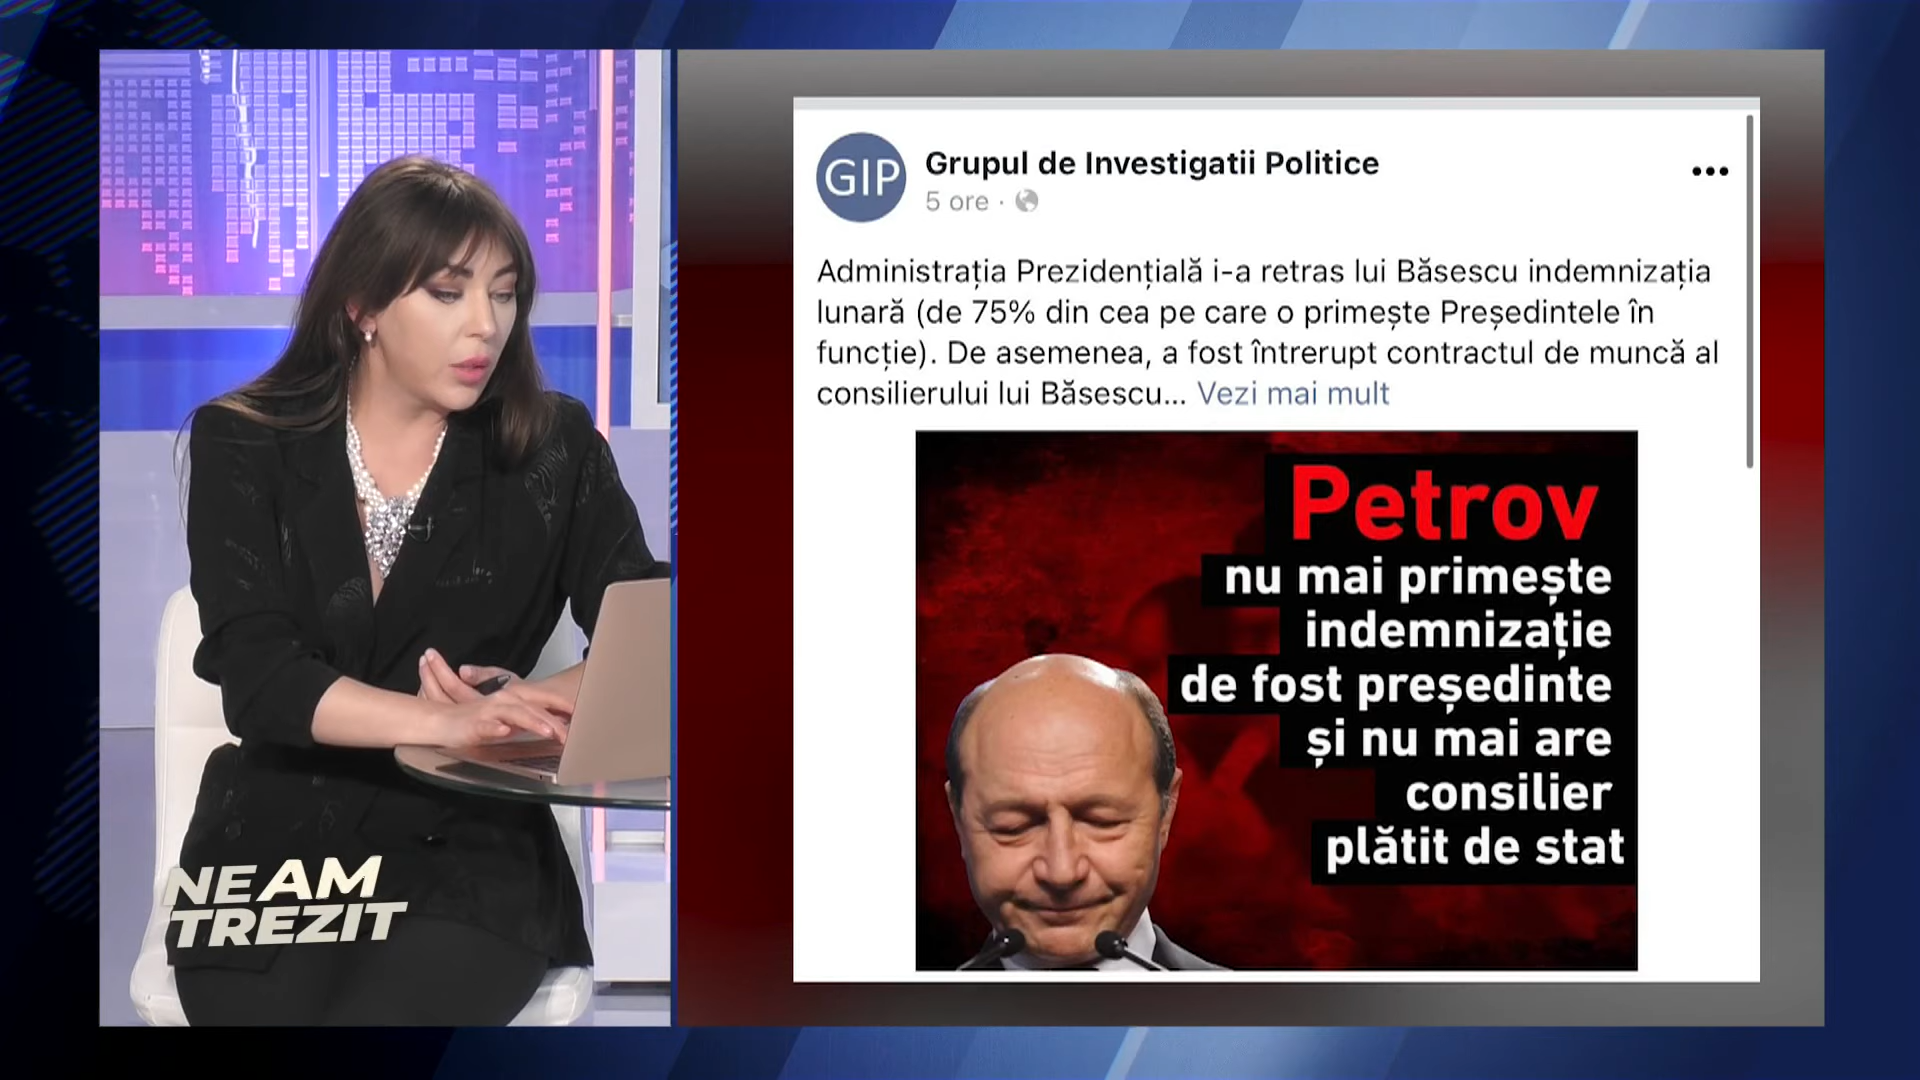 GIP
Grupul de Investigatii Politice
5 ore ·
Administrația Prezidențială i-a retras lui Băsescu indemnizația
lunară (de 75% din cea pe care o primește Președintele în
funcție). De asemenea, a fost întrerupt contractul de muncă al
consilierului lui Băsescu... Vezi mai mult
Petrov
nu mai primește
indemnizație
de fost președinte
și nu mai are
consilier
plătit de stat
NE AM
TREZIT